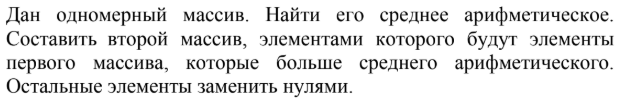 Дан одномерный массив. Найти его среднее арифметическое.
Составить второй массив, элементами которого будут элементы
первого массива, которые больше среднего арифметического.
Остальные элементы заменить нулями.